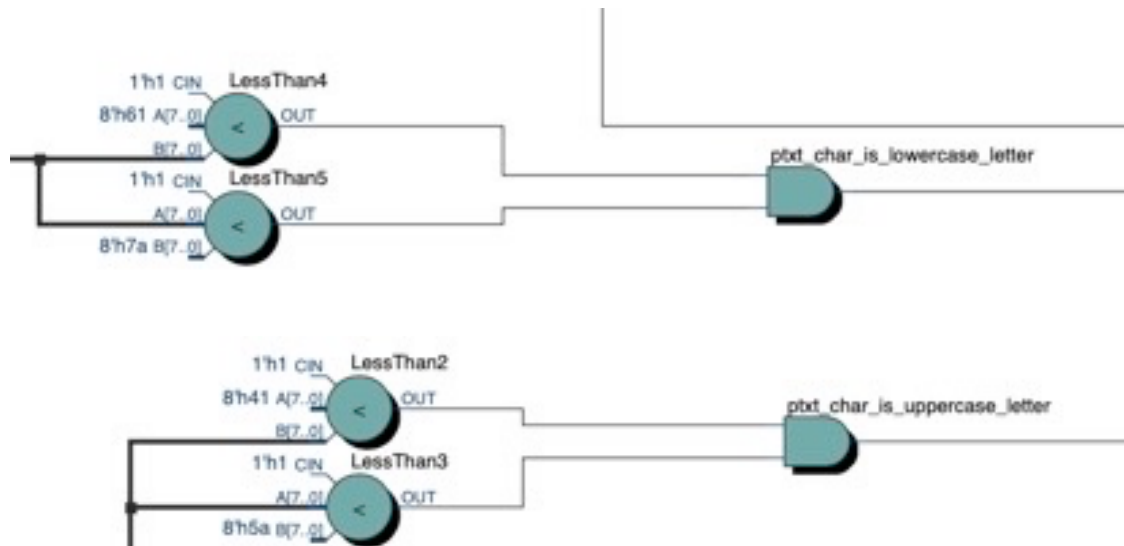 1'h1 CIN LessThan4
8'h61 A[7..0] < OUT
B[7..0]
1'h1 CIN LessThan5
A[7..0] < OUT
8'h7a B[7..0]
ptxt_char_is_lowercase_letter
1'h1 CIN LessThan2
8'h41 A[7..0] < OUT
B[7..0]
1'h1 CIN LessThan3
A[7..0] < OUT
8'h5a B[7..0]
ptxt_char_is_uppercase_letter